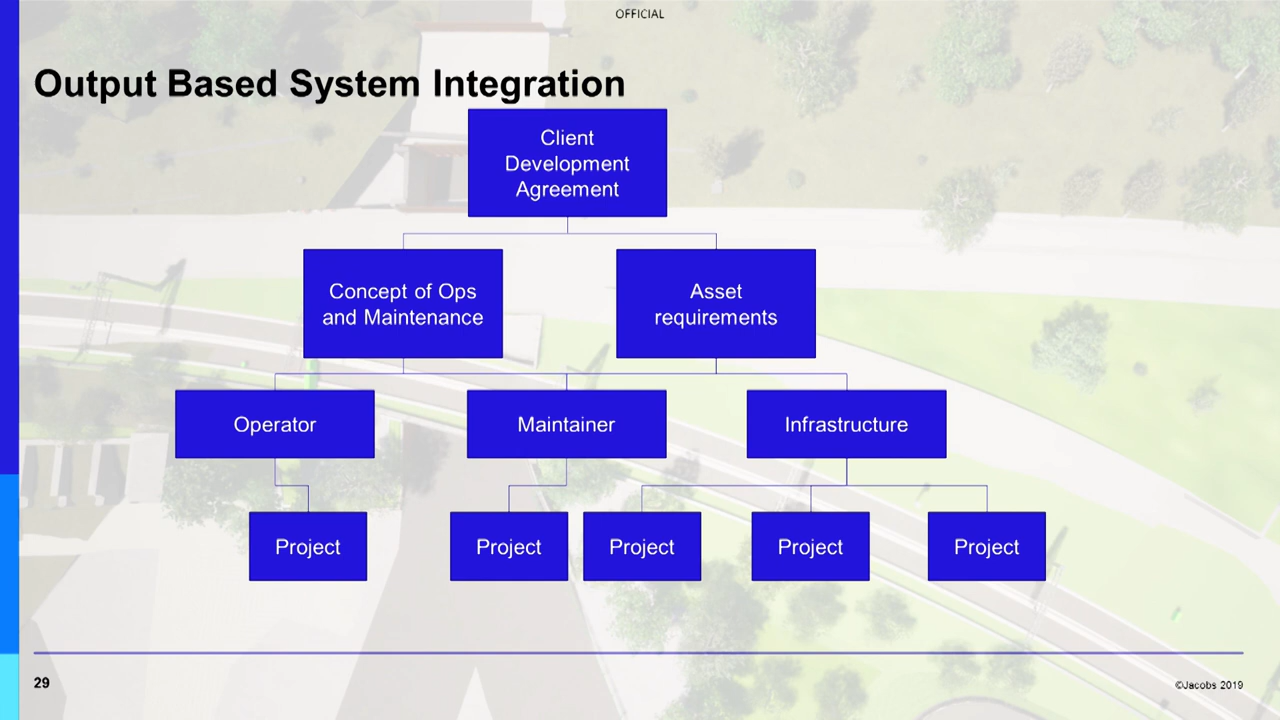 OFFICIAL
Output Based System Integration
Client
Development
Agreement
Concept of Ops
and Maintenance
Asset
requirements
Operator
Maintainer
Infrastructure
Project
Project
Project
Project
Project
29
©Jacobs 2019